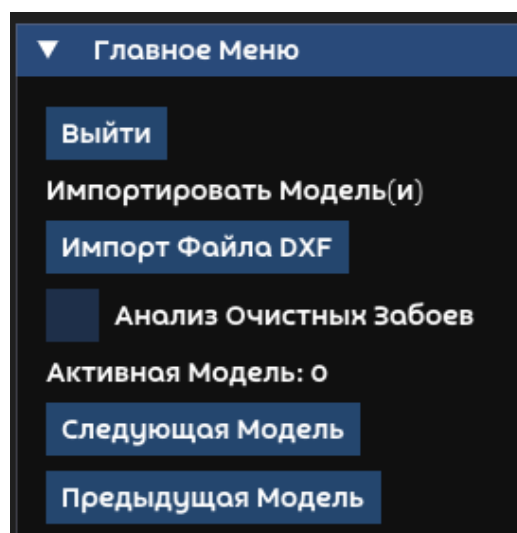 Главное Меню
Выйти
Импортировать Модель(и)
Импорт Файла DXF
Анализ Очистных Забоев
Активная Модель: 0
Следующая Модель
Предыдущая Модель